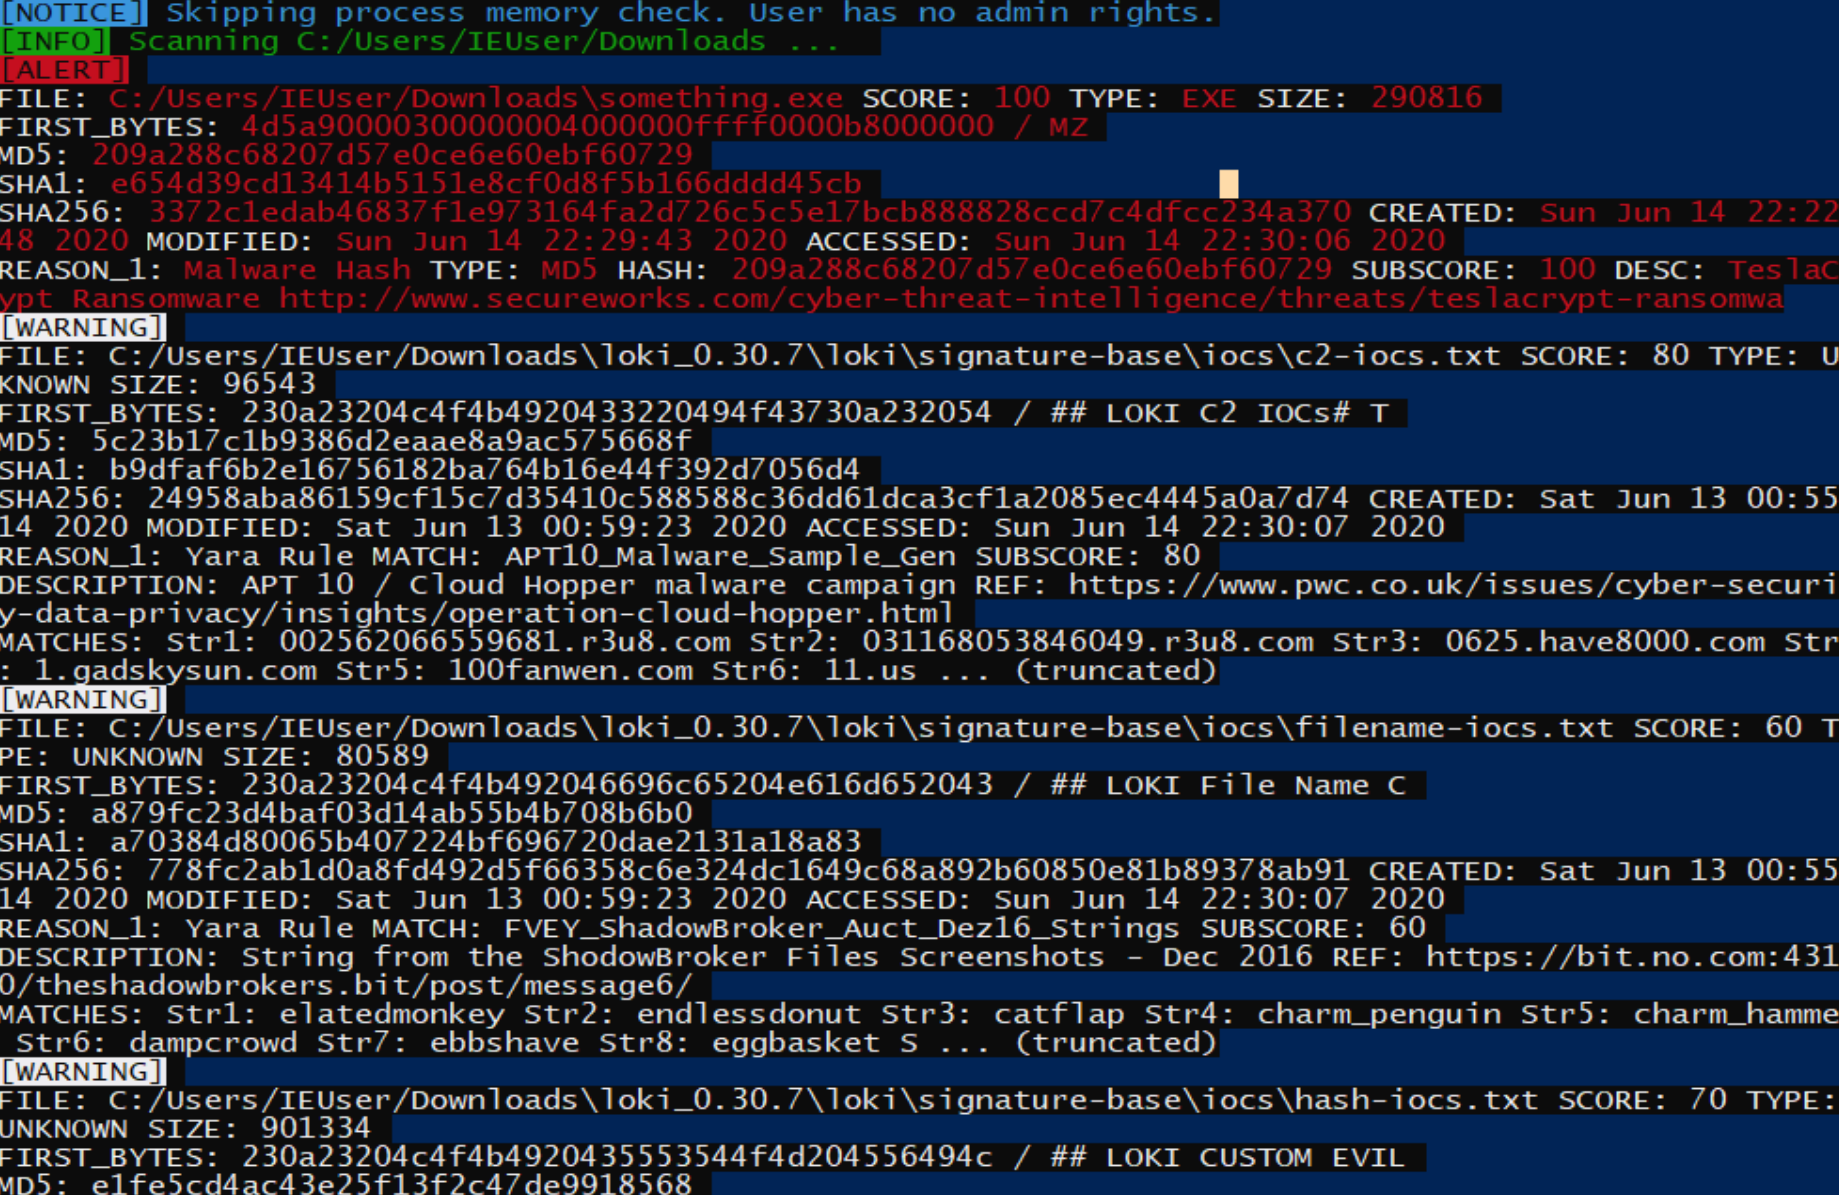 [NOTICE] Skipping process memory check. User has no admin rights.
[INFO] Scanning C:/Users/IEUser/Downloads ...
[ALERT]
FILE: C:/Users/IEUser/Downloads\something.exe SCORE: 100 TYPE: EXE SIZE: 290816
FIRST_BYTES: 4d5a90000300000004000000ffff0000b8000000 / MZ
MD5: 209a288c68207d57e0ce6e60ebf60729
SHA1: e654d39cd13414b5151e8cf0d8f5b166dddd45cb
SHA256: 3372c1edab46837f1e973164fa2d726c5c5e17bcb888828ccd7c4dfcc234a370 CREATED: Sun Jun 14 22:22
48 2020 MODIFIED: Sun Jun 14 22:29:43 2020 ACCESSED: Sun Jun 14 22:30:06 2020
REASON_1: Malware Hash TYPE: MD5 HASH: 209a288c68207d57e0ce6e60ebf60729 SUBSCORE: 100 DESC: TeslaC
ypt Ransomware http://www.secureworks.com/cyber-threat-intelligence/threats/teslacrypt-ransomwa
[WARNING]
FILE: C:/Users/IEUser/Downloads\loki_0.30.7\loki\signature-base\iocs\c2-iocs.txt SCORE: 80 TYPE: U
KNOWN SIZE: 96543
FIRST_BYTES: 230a23204c4f4b4920433220494f43730a232054 / ## LOKI C2 IOCs# T
MD5: 5c23b17c1b9386d2eaae8a9ac575668f
SHA1: b9dfaf6b2e16756182ba764b16e44f392d7056d4
SHA256: 24958aba86159cf15c7d35410c588588c36dd61dca3cf1a2085ec4445a0a7d74 CREATED: Sat Jun 13 00:55
14 2020 MODIFIED: Sat Jun 13 00:59:23 2020 ACCESSED: Sun Jun 14 22:30:07 2020
REASON_1: Yara Rule MATCH: APT10_Malware_Sample_Gen SUBSCORE: 80
DESCRIPTION: APT 10 / Cloud Hopper malware campaign REF: https://www.pwc.co.uk/issues/cyber-securi
y-data-privacy/insights/operation-cloud-hopper.html
MATCHES: Str1: 002562066559681.r3u8.com Str2: 031168053846049.r3u8.com Str3: 0625.have8000.com Str
: 1.gadskysun.com Str5: 100fanwen.com Str6: 11.us ... (truncated)
[WARNING]
FILE: C:/Users/IEUser/Downloads\loki_0.30.7\loki\signature-base\iocs\filename-iocs.txt SCORE: 60 T
PE: UNKNOWN SIZE: 80589
FIRST_BYTES: 230a23204c4f4b492046696c65204e616d652043 / ## LOKI File Name C
MD5: a879fc23d4baf03d14ab55b4b708b6b0
SHA1: a70384d80065b407224bf696720dae2131a18a83
SHA256: 778fc2ab1d0a8fd492d5f66358c6e324dc1649c68a892b60850e81b89378ab91 CREATED: Sat Jun 13 00:55
14 2020 MODIFIED: Sat Jun 13 00:59:23 2020 ACCESSED: Sun Jun 14 22:30:07 2020
REASON_1: Yara Rule MATCH: FVEY_ShadowBroker_Auct_Dez16_Strings SUBSCORE: 60
DESCRIPTION: String from the ShodowBroker Files Screenshots - Dec 2016 REF: https://bit.no.com:431
0/theshadowbrokers.bit/post/message6/
MATCHES: Str1: elatedmonkey Str2: endlessdonut Str3: catflap Str4: charm_penguin Str5: charm_hamme
Str6: dampcrowd Str7: ebbshave Str8: eggbasket S ... (truncated)
[WARNING]
FILE: C:/Users/IEUser/Downloads\loki_0.30.7\loki\signature-base\iocs\hash-iocs.txt SCORE: 70 TYPE:
UNKNOWN SIZE: 901334
FIRST_BYTES: 230a23204c4f4b4920435553544f4d204556494c / ## LOKI CUSTOM EVIL
MD5: e1fe5cd4ac43e25f13f2c47de9918568